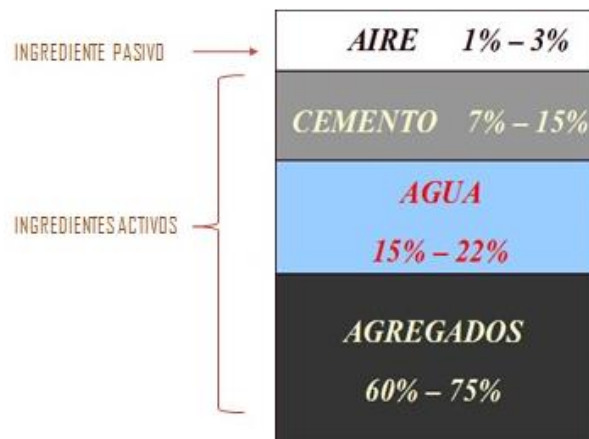 INGREDIENTE PASIVO
AIRE 1% – 3%
CEMENTO 7% – 15%
INGREDIENTES ACTIVOS
AGUA
15% – 22%
AGREGADOS
60% – 75%